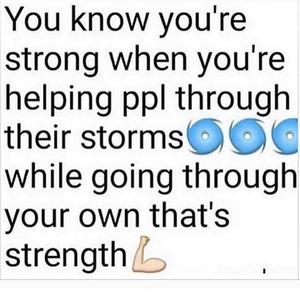 You know you're
strong when you're
helping ppl through
their storms🌀🌀🌀
while going through
your own that's
strength💪